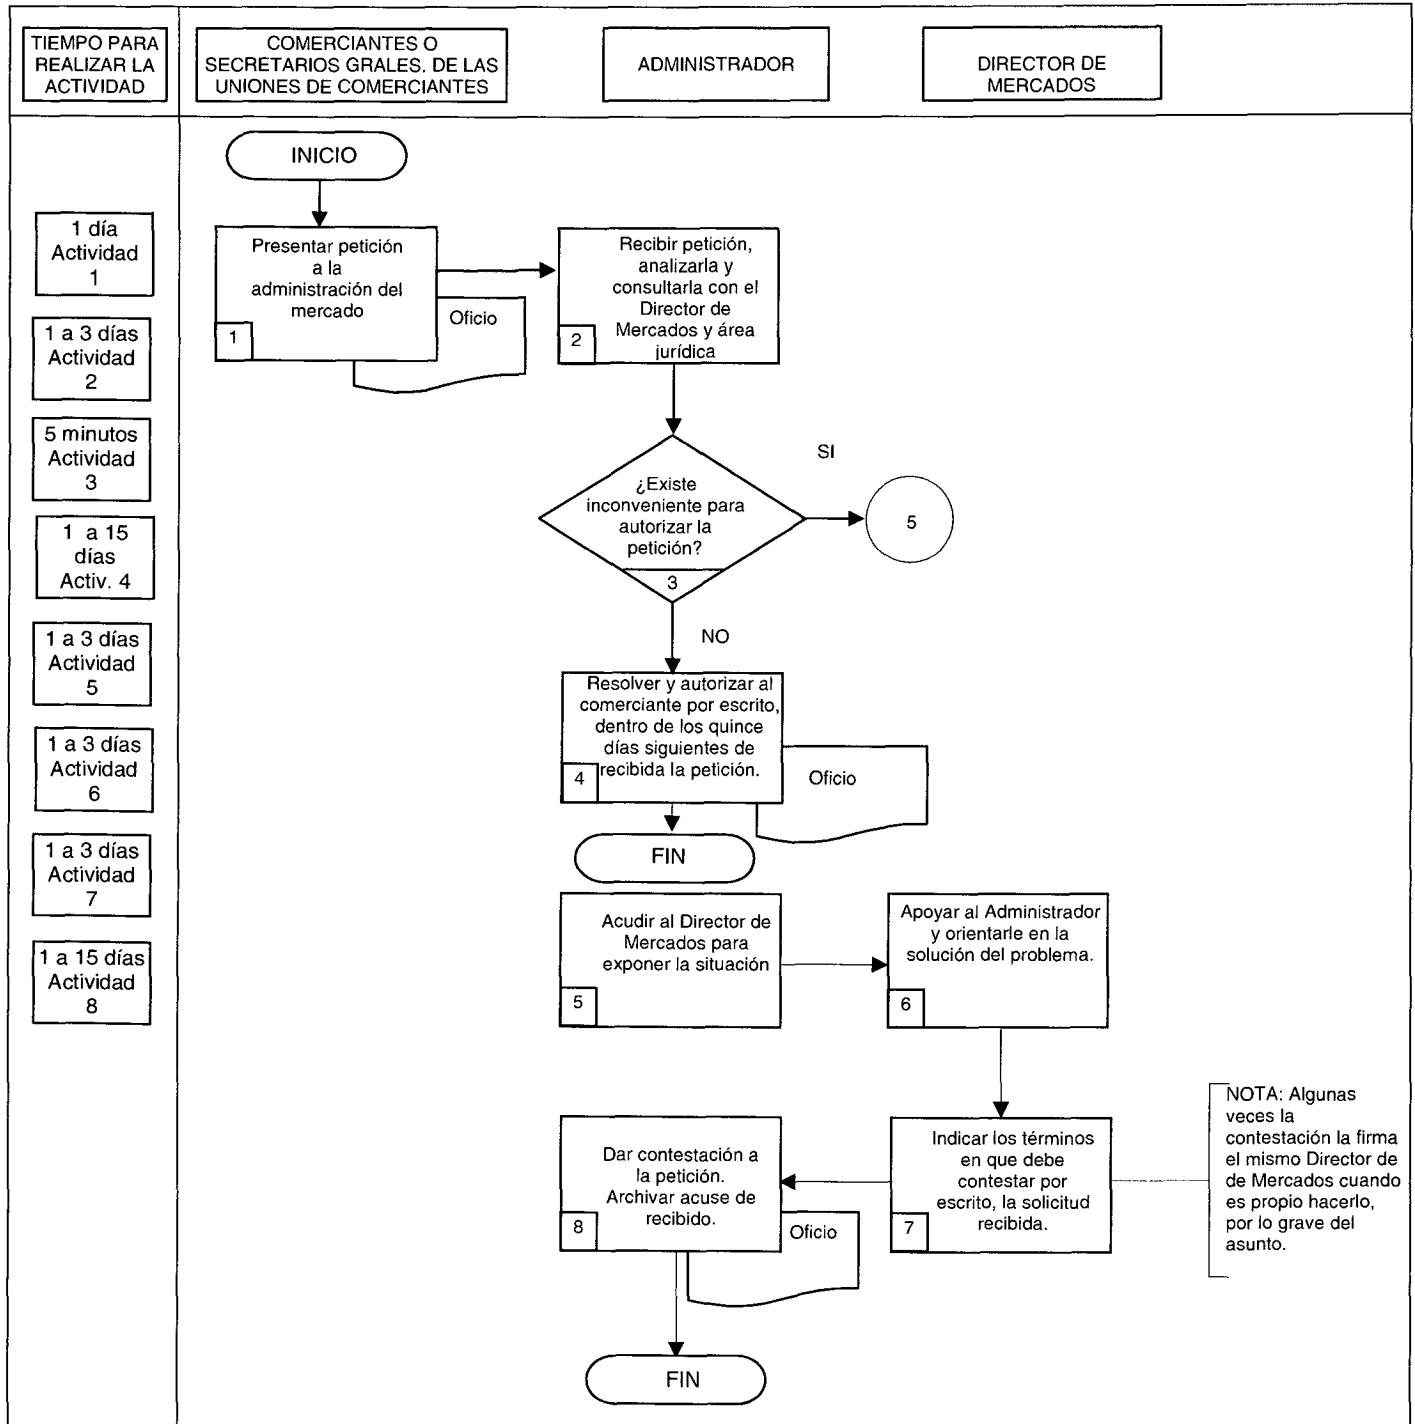 TIEMPO PARA
REALIZAR LA
ACTIVIDAD
COMERCIANTES O
SECRETARIOS GRALES. DE LAS
UNIONES DE COMERCIANTES
ADMINISTRADOR
DIRECTOR DE
MERCADOS
1 día
Actividad
1
1 a 3 días
Actividad
2
5 minutos
Actividad
3
1 a 15
días
Activ. 4
1 a 3 días
Actividad
5
1 a 3 días
Actividad
6
1 a 3 días
Actividad
7
1 a 15 días
Actividad
8
INICIO
Presentar petición
a la
administración del
mercado
1
Oficio
Recibir petición,
analizarla y
consultarla con el
Director de
Mercados y área
jurídica
2
¿Existe
inconveniente para
autorizar la
petición?
3
SI
5
NO
Resolver y autorizar al
comerciante por escrito,
dentro de los quince
días siguientes de
recibida la petición.
4
Oficio
FIN
Acudir al Director de
Mercados para
exponer la situación
5
Apoyar al Administrador
y orientarle en la
solución del problema.
6
Indicar los términos
en que debe
contestar por
escrito, la solicitud
recibida.
7
NOTA: Algunas
veces la
contestación la firma
el mismo Director de
de Mercados cuando
es propio hacerlo,
por lo grave del
asunto.
Dar contestación a
la petición.
Archivar acuse de
recibido.
8
Oficio
FIN